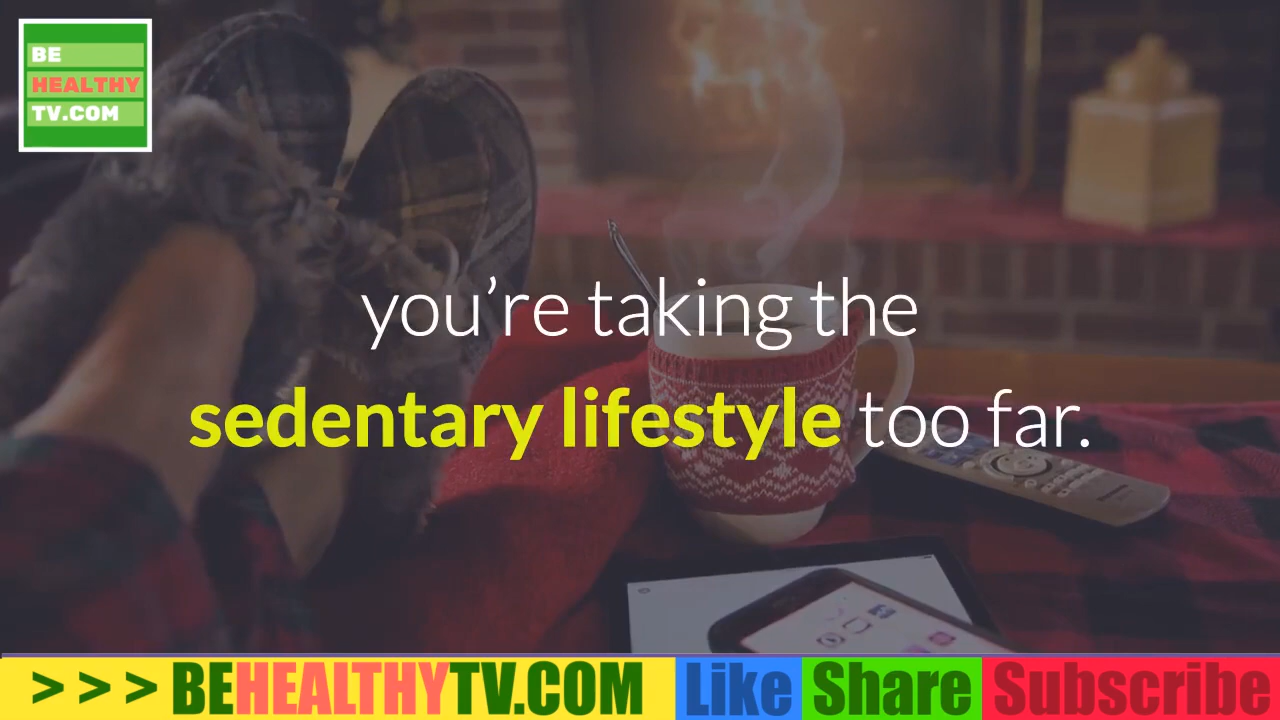 BE
HEALTHY
TV.COM
you’re taking the
sedentary lifestyle too far.
> > > BEHEALTHYTV.COM Like Share Subscribe